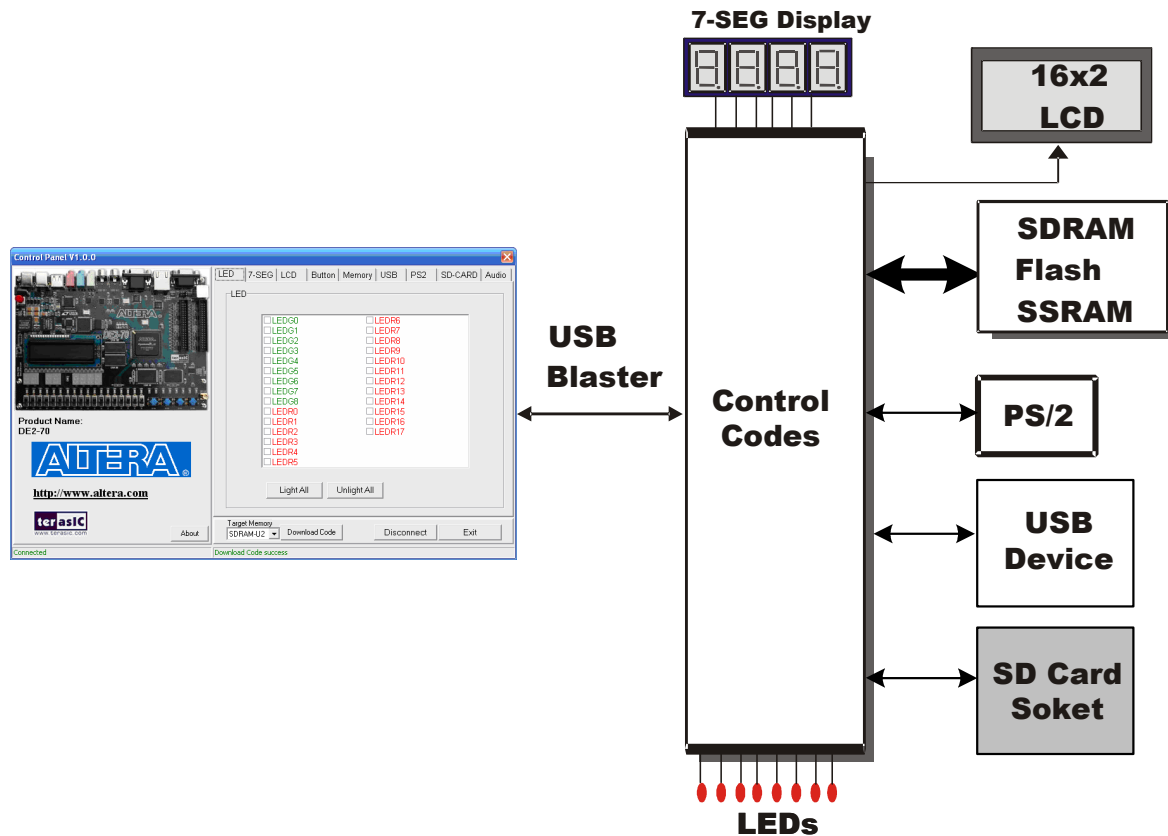 7-SEG Display
16x2
LCD
SDRAM
Flash
SSRAM
Control Panel V1.0.0
LED 7-SEG LCD Button Memory USB PS2 SD-CARD Audio
LED
LEDG0 LEDR6
LEDG1 LEDR7
LEDG2 LEDR8
LEDG3 LEDR9
LEDG4 LEDR10
LEDG5 LEDR11
LEDG6 LEDR12
LEDG7 LEDR13
LEDG8 LEDR14
LEDR0 LEDR15
LEDR1 LEDR16
LEDR2 LEDR17
LEDR3
LEDR4
LEDR5
Light All Unlight All
ALTERA
Product Name:
DE2-70
ALTERA®
http://www.altera.com
terasIC
www.terasic.com
About
Target Memory
SDRAM-U2 Download Code Disconnect Exit
Connected Download Code success
USB
Blaster
Control
Codes
PS/2
USB
Device
SD Card
Soket
LEDs